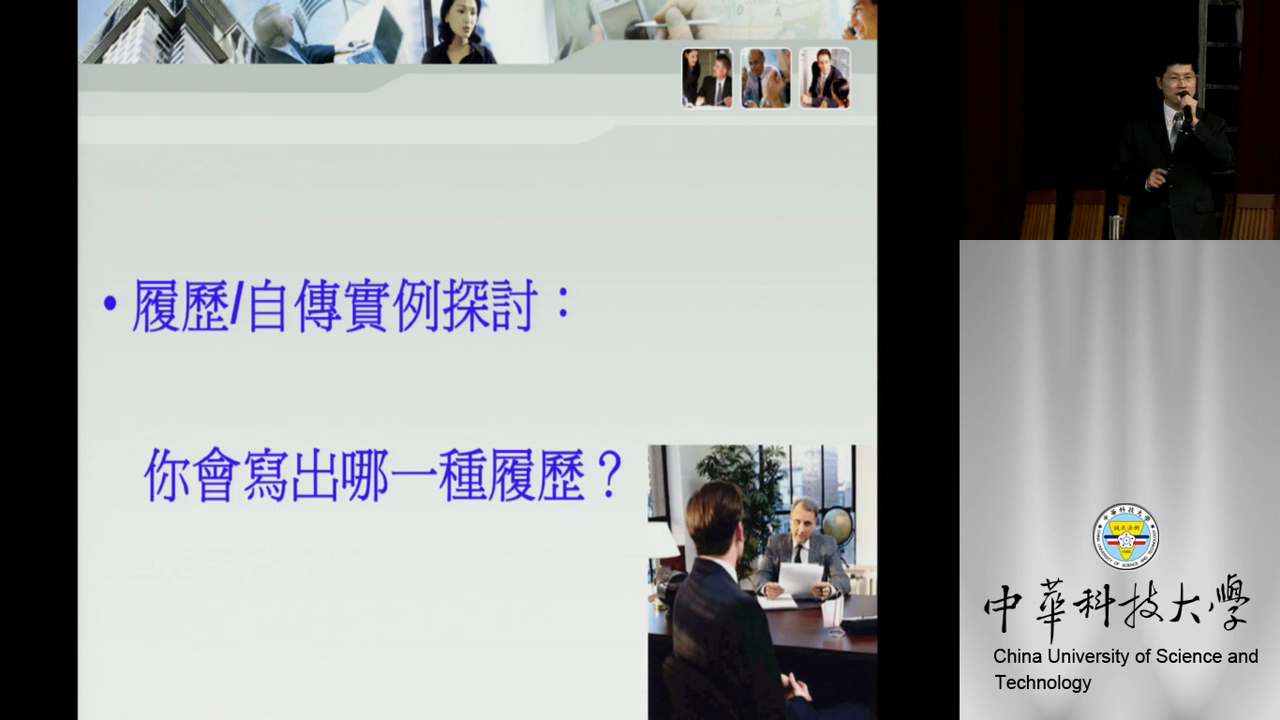 • 履歷/自傳實例探討：
你會寫出哪一種履歷？
中華科技大學
China University of Science and
Technology